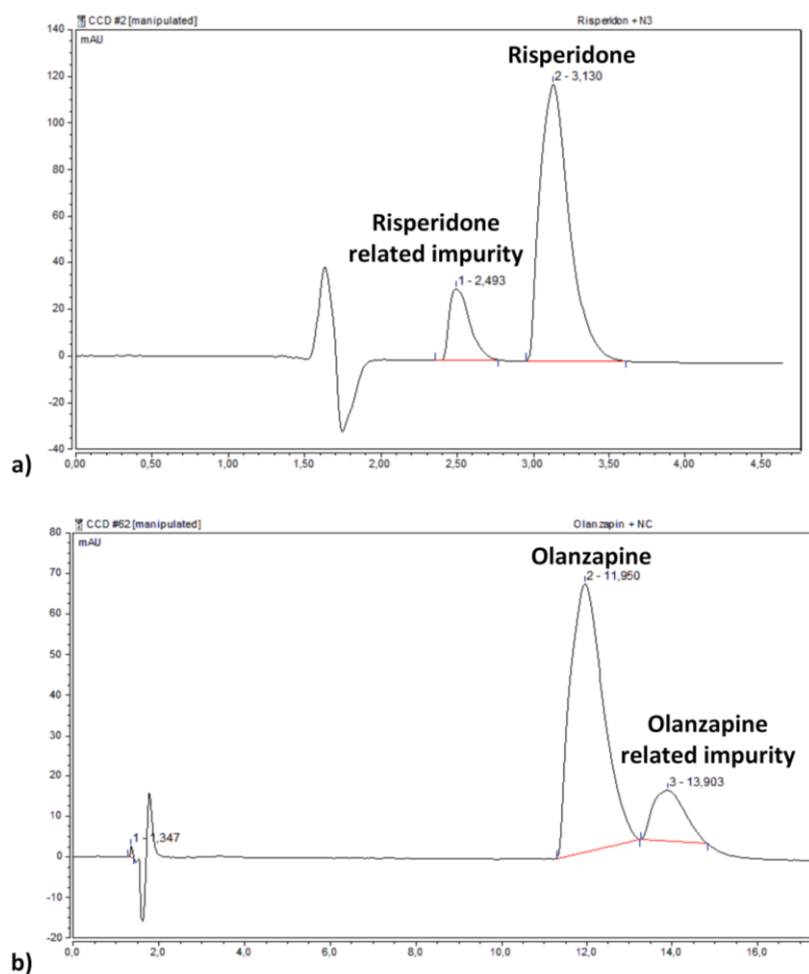 CCD #2 [manipulated] Risperidon + N3
mAU
140
120
100
80
60
40
20
0
-20
-40
Risperidone
2 - 3,130
Risperidone
related impurity
1 - 2,493
0,00 0,50 1,00 1,50 2,00 2,50 3,00 3,50 4,00 4,50
a)
CCD #62 [manipulated] Olanzapin + NC
mAU
80
70
60
50
40
30
20
10
0
-10
-20
Olanzapine
2 - 11,950
Olanzapine
related impurity
3 - 13,903
1 - 1,347
0,0 2,0 4,0 6,0 8,0 10,0 12,0 14,0 16,0
b)